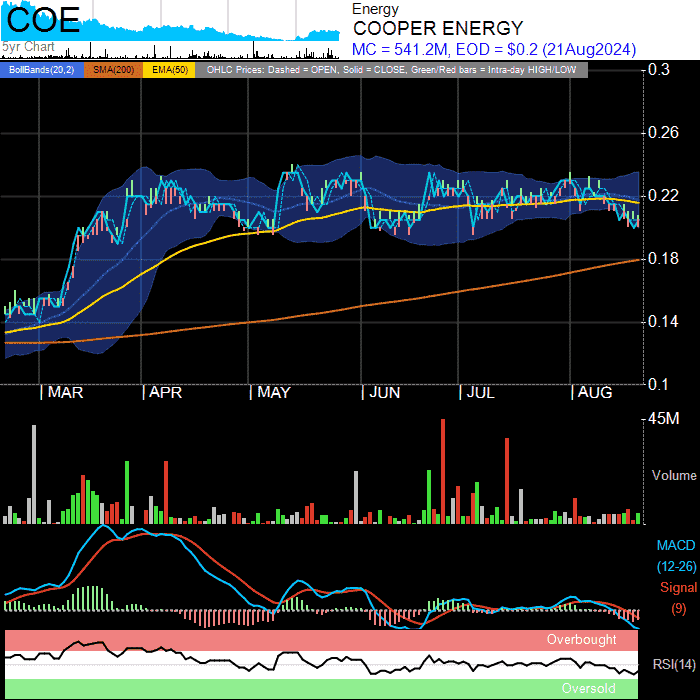 COE
5yr Chart
Energy
COOPER ENERGY
MC = 541.2M, EOD = $0.2 (21Aug2024)
BollBands(20,2) SMA(200) EMA(50) OHLC Prices: Dashed = OPEN, Solid = CLOSE, Green/Red bars = Intra-day HIGH/LOW
0.3
0.26
0.22
0.18
0.14
0.1
MAR APR MAY JUN JUL AUG
45M
Volume
MACD
(12-26)
Signal
(9)
Overbought
RSI(14)
Oversold